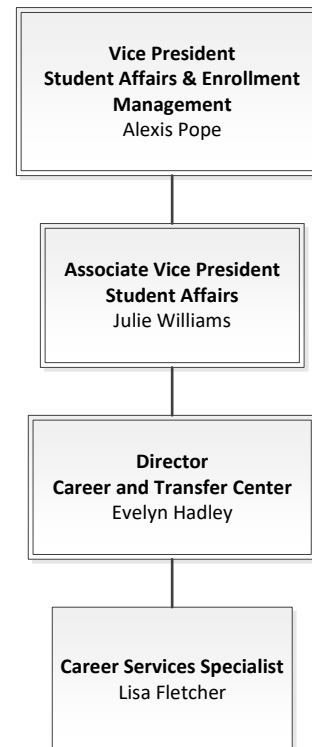 Vice President
Student Affairs & Enrollment
Management
Alexis Pope
Associate Vice President
Student Affairs
Julie Williams
Director
Career and Transfer Center
Evelyn Hadley
Career Services Specialist
Lisa Fletcher